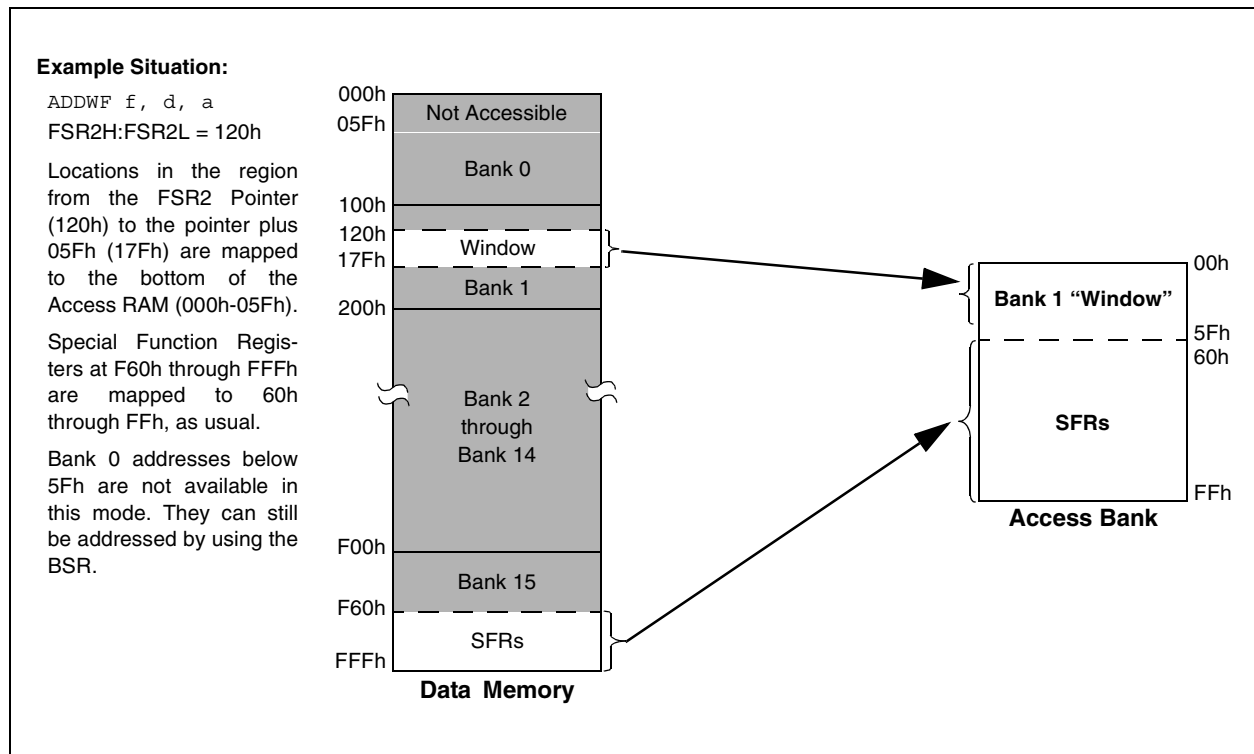 Example Situation:
ADDWF f, d, a
FSR2H:FSR2L = 120h
Locations in the region
from the FSR2 Pointer
(120h) to the pointer plus
05Fh (17Fh) are mapped
to the bottom of the
Access RAM (000h-05Fh).
Special Function Regis-
ters at F60h through FFFh
are mapped to 60h
through FFh, as usual.
Bank 0 addresses below
5Fh are not available in
this mode. They can still
be addressed by using the
BSR.
000h
Not Accessible
05Fh
Bank 0
100h
120h
Window
17Fh
Bank 1
200h
Bank 2
through
Bank 14
F00h
Bank 15
F60h
SFRs
FFFh
Data Memory
00h
Bank 1 “Window”
5Fh
60h
SFRs
FFh
Access Bank